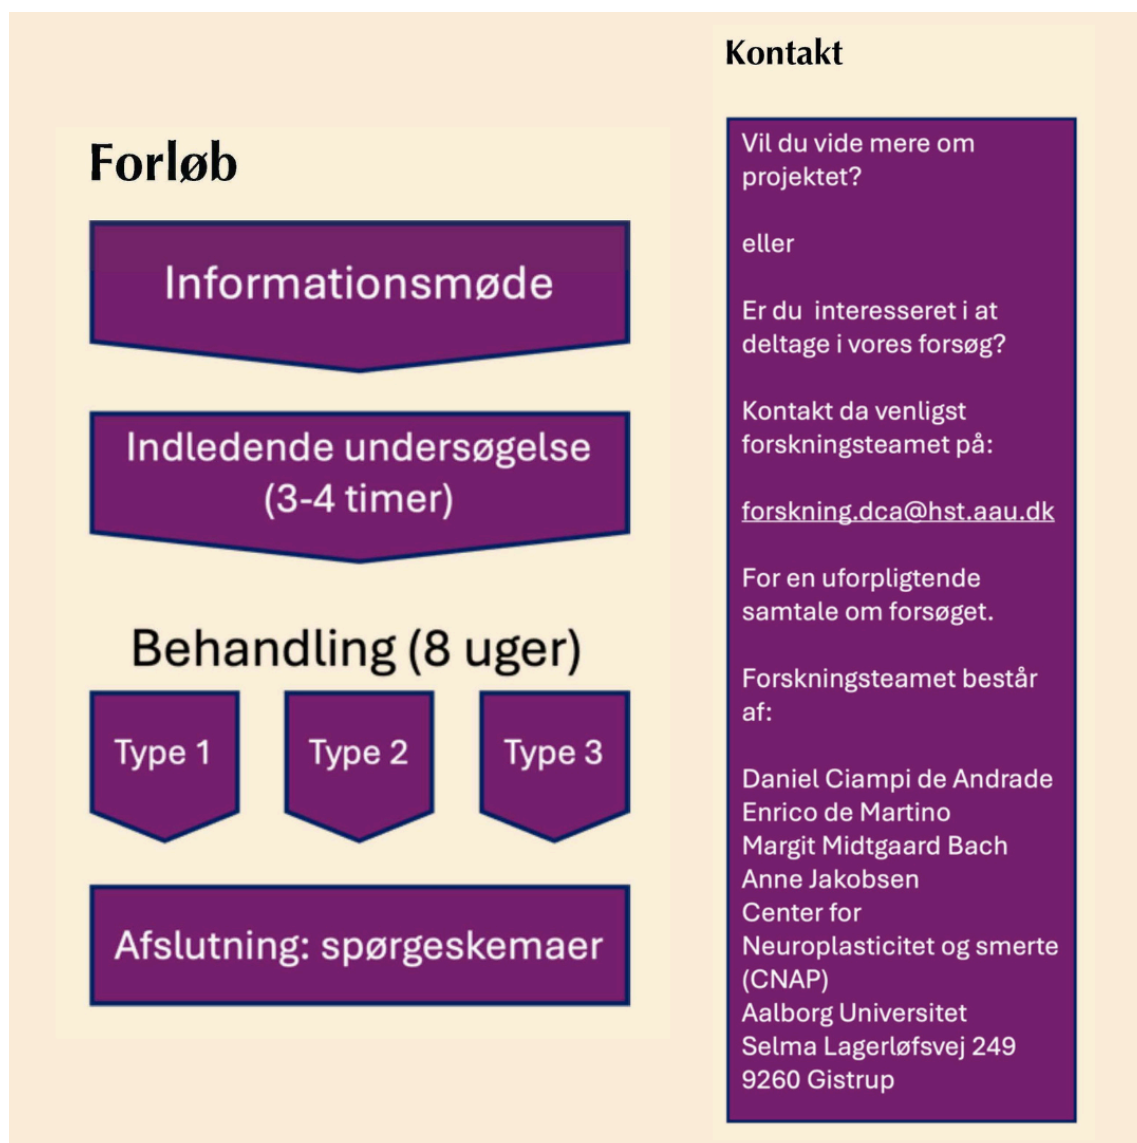 Forløb
Informationsmøde
Indledende undersøgelse
(3-4 timer)
Behandling (8 uger)
Type 1
Type 2
Type 3
Afslutning: spørgeskemaer
Kontakt
Vil du vide mere om
projektet?
eller
Er du  interesseret i at
deltage i vores forsøg?
Kontakt da venligst
forskningsteamet på:
forskning.dca@hst.aau.dk
For en uforpligtende
samtale om forsøget.
Forskningsteamet består
af:
Daniel Ciampi de Andrade
Enrico de Martino
Margit Midtgaard Bach
Anne Jakobsen
Center for
Neuroplasticitet og smerte
(CNAP)
Aalborg Universitet
Selma Lagerløfsvej 249
9260 Gistrup